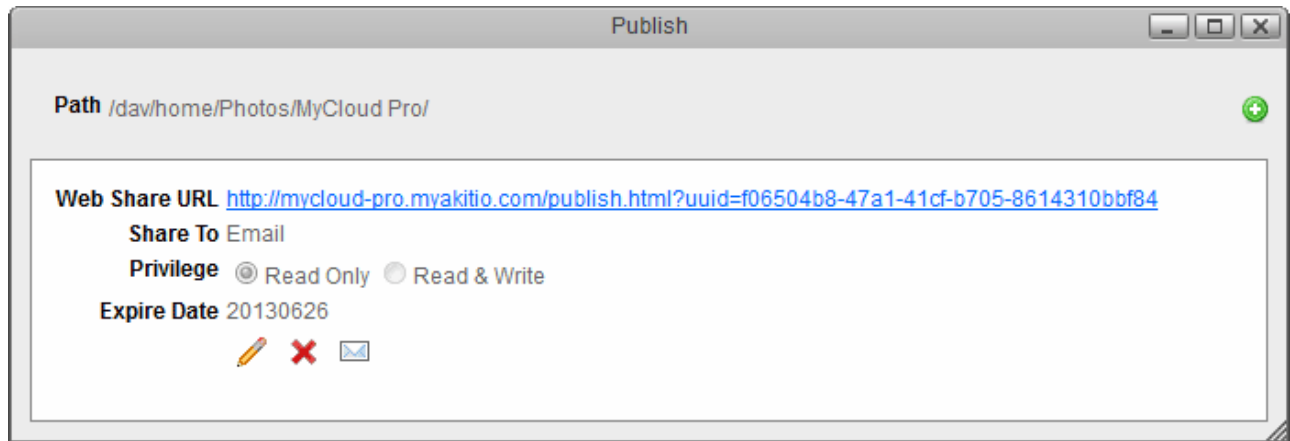 Publish
Path /dav/home/Photos/MyCloud Pro/
Web Share URL http://mycloud-pro.myakitio.com/publish.html?uuid=f06504b8-47a1-41cf-b705-8614310bbf84
Share To Email
Privilege Read Only Read & Write
Expire Date 20130626